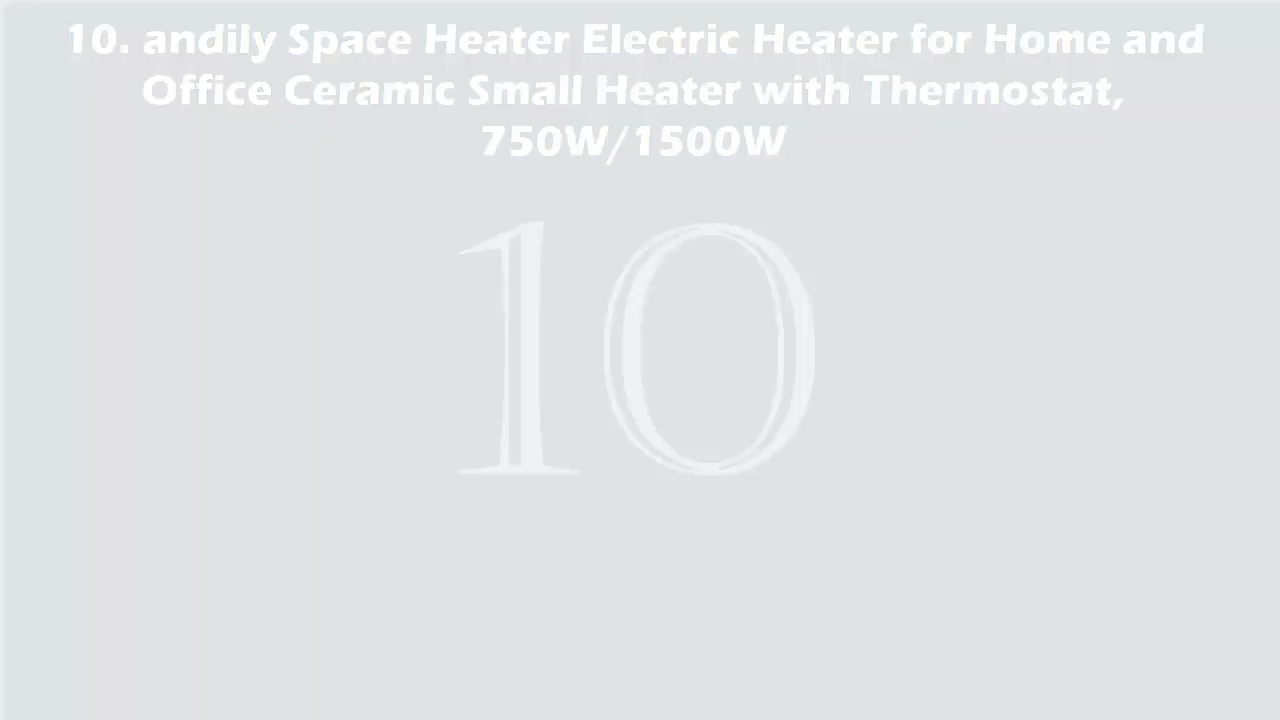 10. andily Space Heater Electric Heater for Home and
Office Ceramic Small Heater with Thermostat,
750W/1500W
10